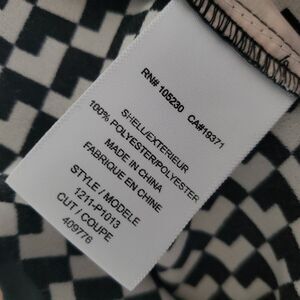 RN# 105230 CA#19371
SHELL/EXTERIEUR
100% POLYESTER/POLYESTER
MADE IN CHINA
FABRIQUE EN CHINE
STYLE / MODELE
1211-P1013
CUT / COUPE
409776